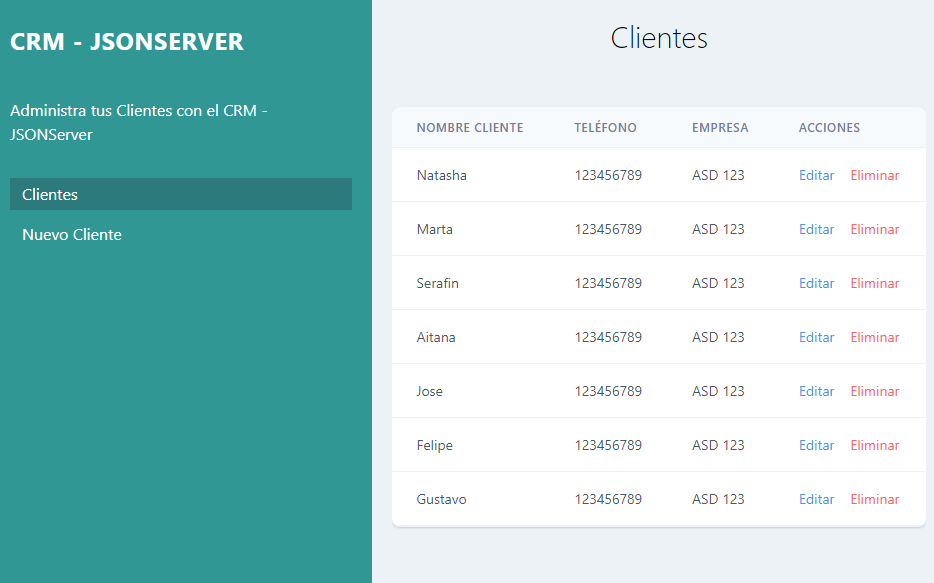 CRM - JSONSERVER
Administra tus Clientes con el CRM -
JSONServer
Clientes
Nuevo Cliente
Clientes
NOMBRE CLIENTE TELÉFONO EMPRESA ACCIONES
Natasha 123456789 ASD 123 Editar Eliminar
Marta 123456789 ASD 123 Editar Eliminar
Serafin 123456789 ASD 123 Editar Eliminar
Aitana 123456789 ASD 123 Editar Eliminar
Jose 123456789 ASD 123 Editar Eliminar
Felipe 123456789 ASD 123 Editar Eliminar
Gustavo 123456789 ASD 123 Editar Eliminar